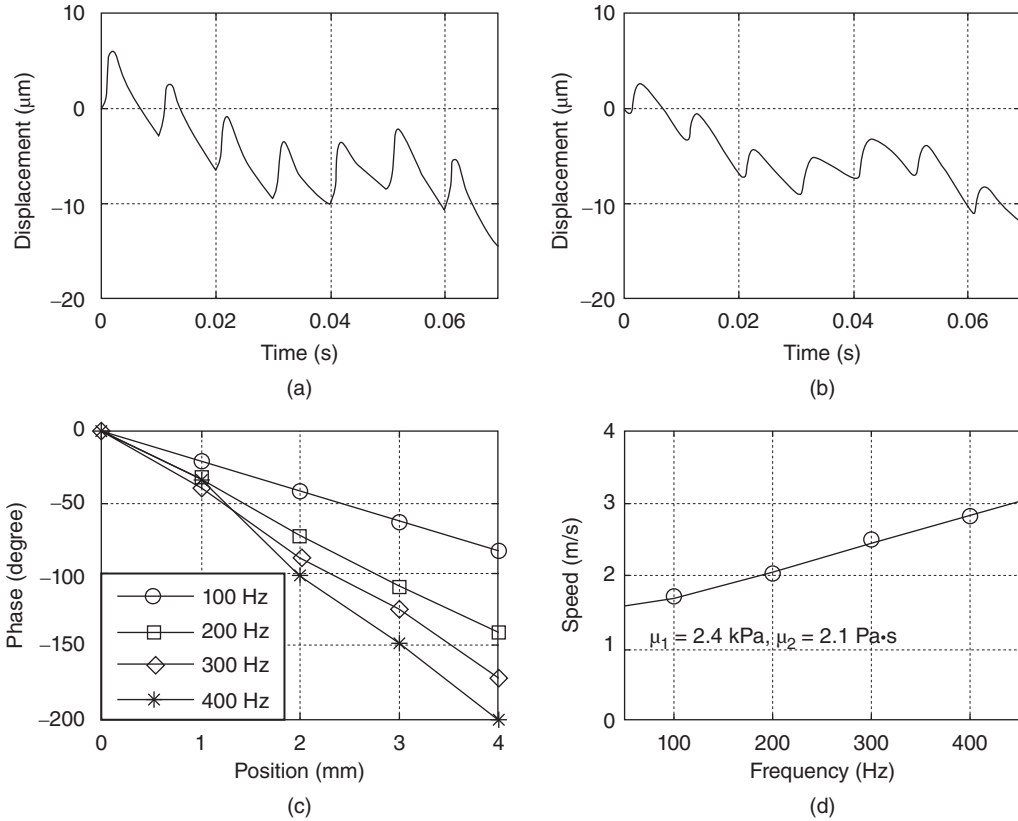 10
0
−10
−20
Displacement (μm)
0
0.02
0.04
0.06
Time (s)
(a)
10
0
−10
−20
Displacement (μm)
0
0.02
0.04
0.06
Time (s)
(b)
0
−50
−100
−150
−200
Phase (degree)
100 Hz
200 Hz
300 Hz
400 Hz
0
1
2
3
4
Position (mm)
(c)
4
3
2
1
0
Speed (m/s)
μ1 = 2.4 kPa, μ2 = 2.1 Pa•s
100
200
300
400
Frequency (Hz)
(d)